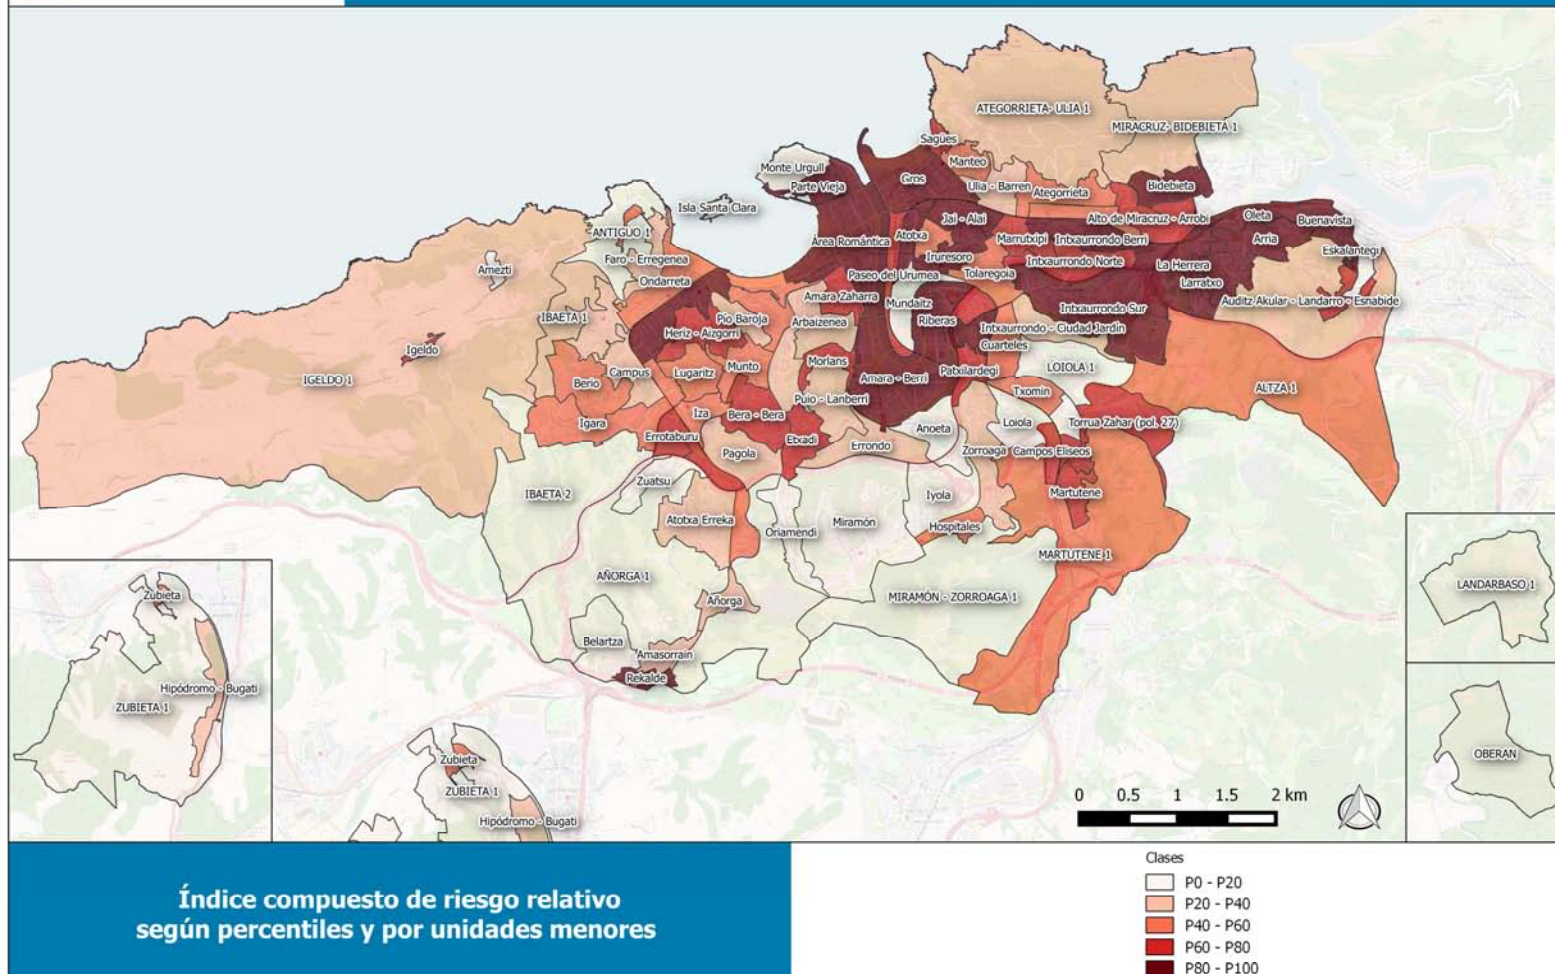 ATEGORRIETA- ULIA 1
MIRACRUZ- BIDEBIETA 1
Sagües
Manteo
Monte Urgull
Parte Vieja
Gros
Ulia - Barren
Ategorrieta
Bidebieta
Isla Santa Clara
Jai - Alai
Alto de Miracruz - Arrobi
Oleta
Buenavista
ANTIGUO 1
Área Romántica
Atotxa
Marrutxipi
Intxaurrondo Berri
Arria
Eskalantegi
Faro - Erregenea
Iruresoro
Intxaurrondo Norte
La Herrera
Amezti
Ondarreta
Paseo del Urumea
Tolaregoia
Larratxo
Amara Zaharra
Mundaitz
Auditz Akular - Landarro - Esnabide
IBAETA 1
Pío Baroja
Arbaizenea
Riberas
Intxaurrondo Sur
Heriz - Aizgorri
Intxaurrondo - Ciudad Jardín
Igeldo
Cuarteles
IGELDO 1
Berio
Campus
Lugaritz
Munto
Morlans
Amara - Berri
Patxilardegi
LOIOLA 1
ALTZA 1
Puio - Lanberri
Txomin
Igara
Iza
Bera - Bera
Anoeta
Loiola
Torrua Zahar (pol. 27)
Errotaburu
Etxadi
Errondo
Pagola
Zorroaga
Campos Elíseos
Zuatsu
IBAETA 2
Iyola
Martutene
Atotxa Erreka
Oriamendi
Miramón
Hospitales
MARTUTENE 1
AÑORGA 1
Añorga
MIRAMÓN - ZORROAGA 1
Belartza
Amasorrain
Rekalde
LANDARBASO 1
OBERAN
Zubieta
Hipódromo - Bugati
ZUBIETA 1
Zubieta
ZUBIETA 1
Hipódromo - Bugati
0 0.5 1 1.5 2 km
Índice compuesto de riesgo relativo
según percentiles y por unidades menores
Clases
P0 - P20
P20 - P40
P40 - P60
P60 - P80
P80 - P100